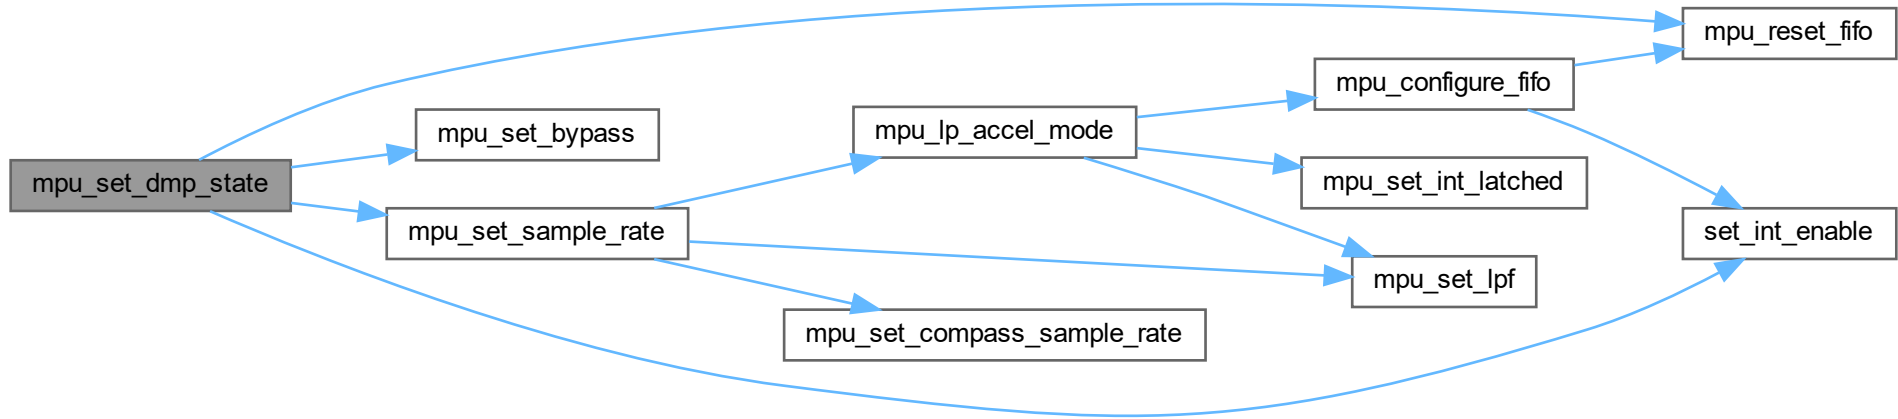 mpu_set_dmp_state
mpu_set_bypass
mpu_set_sample_rate
mpu_lp_accel_mode
mpu_set_compass_sample_rate
mpu_configure_fifo
mpu_set_int_latched
mpu_set_lpf
mpu_reset_fifo
set_int_enable